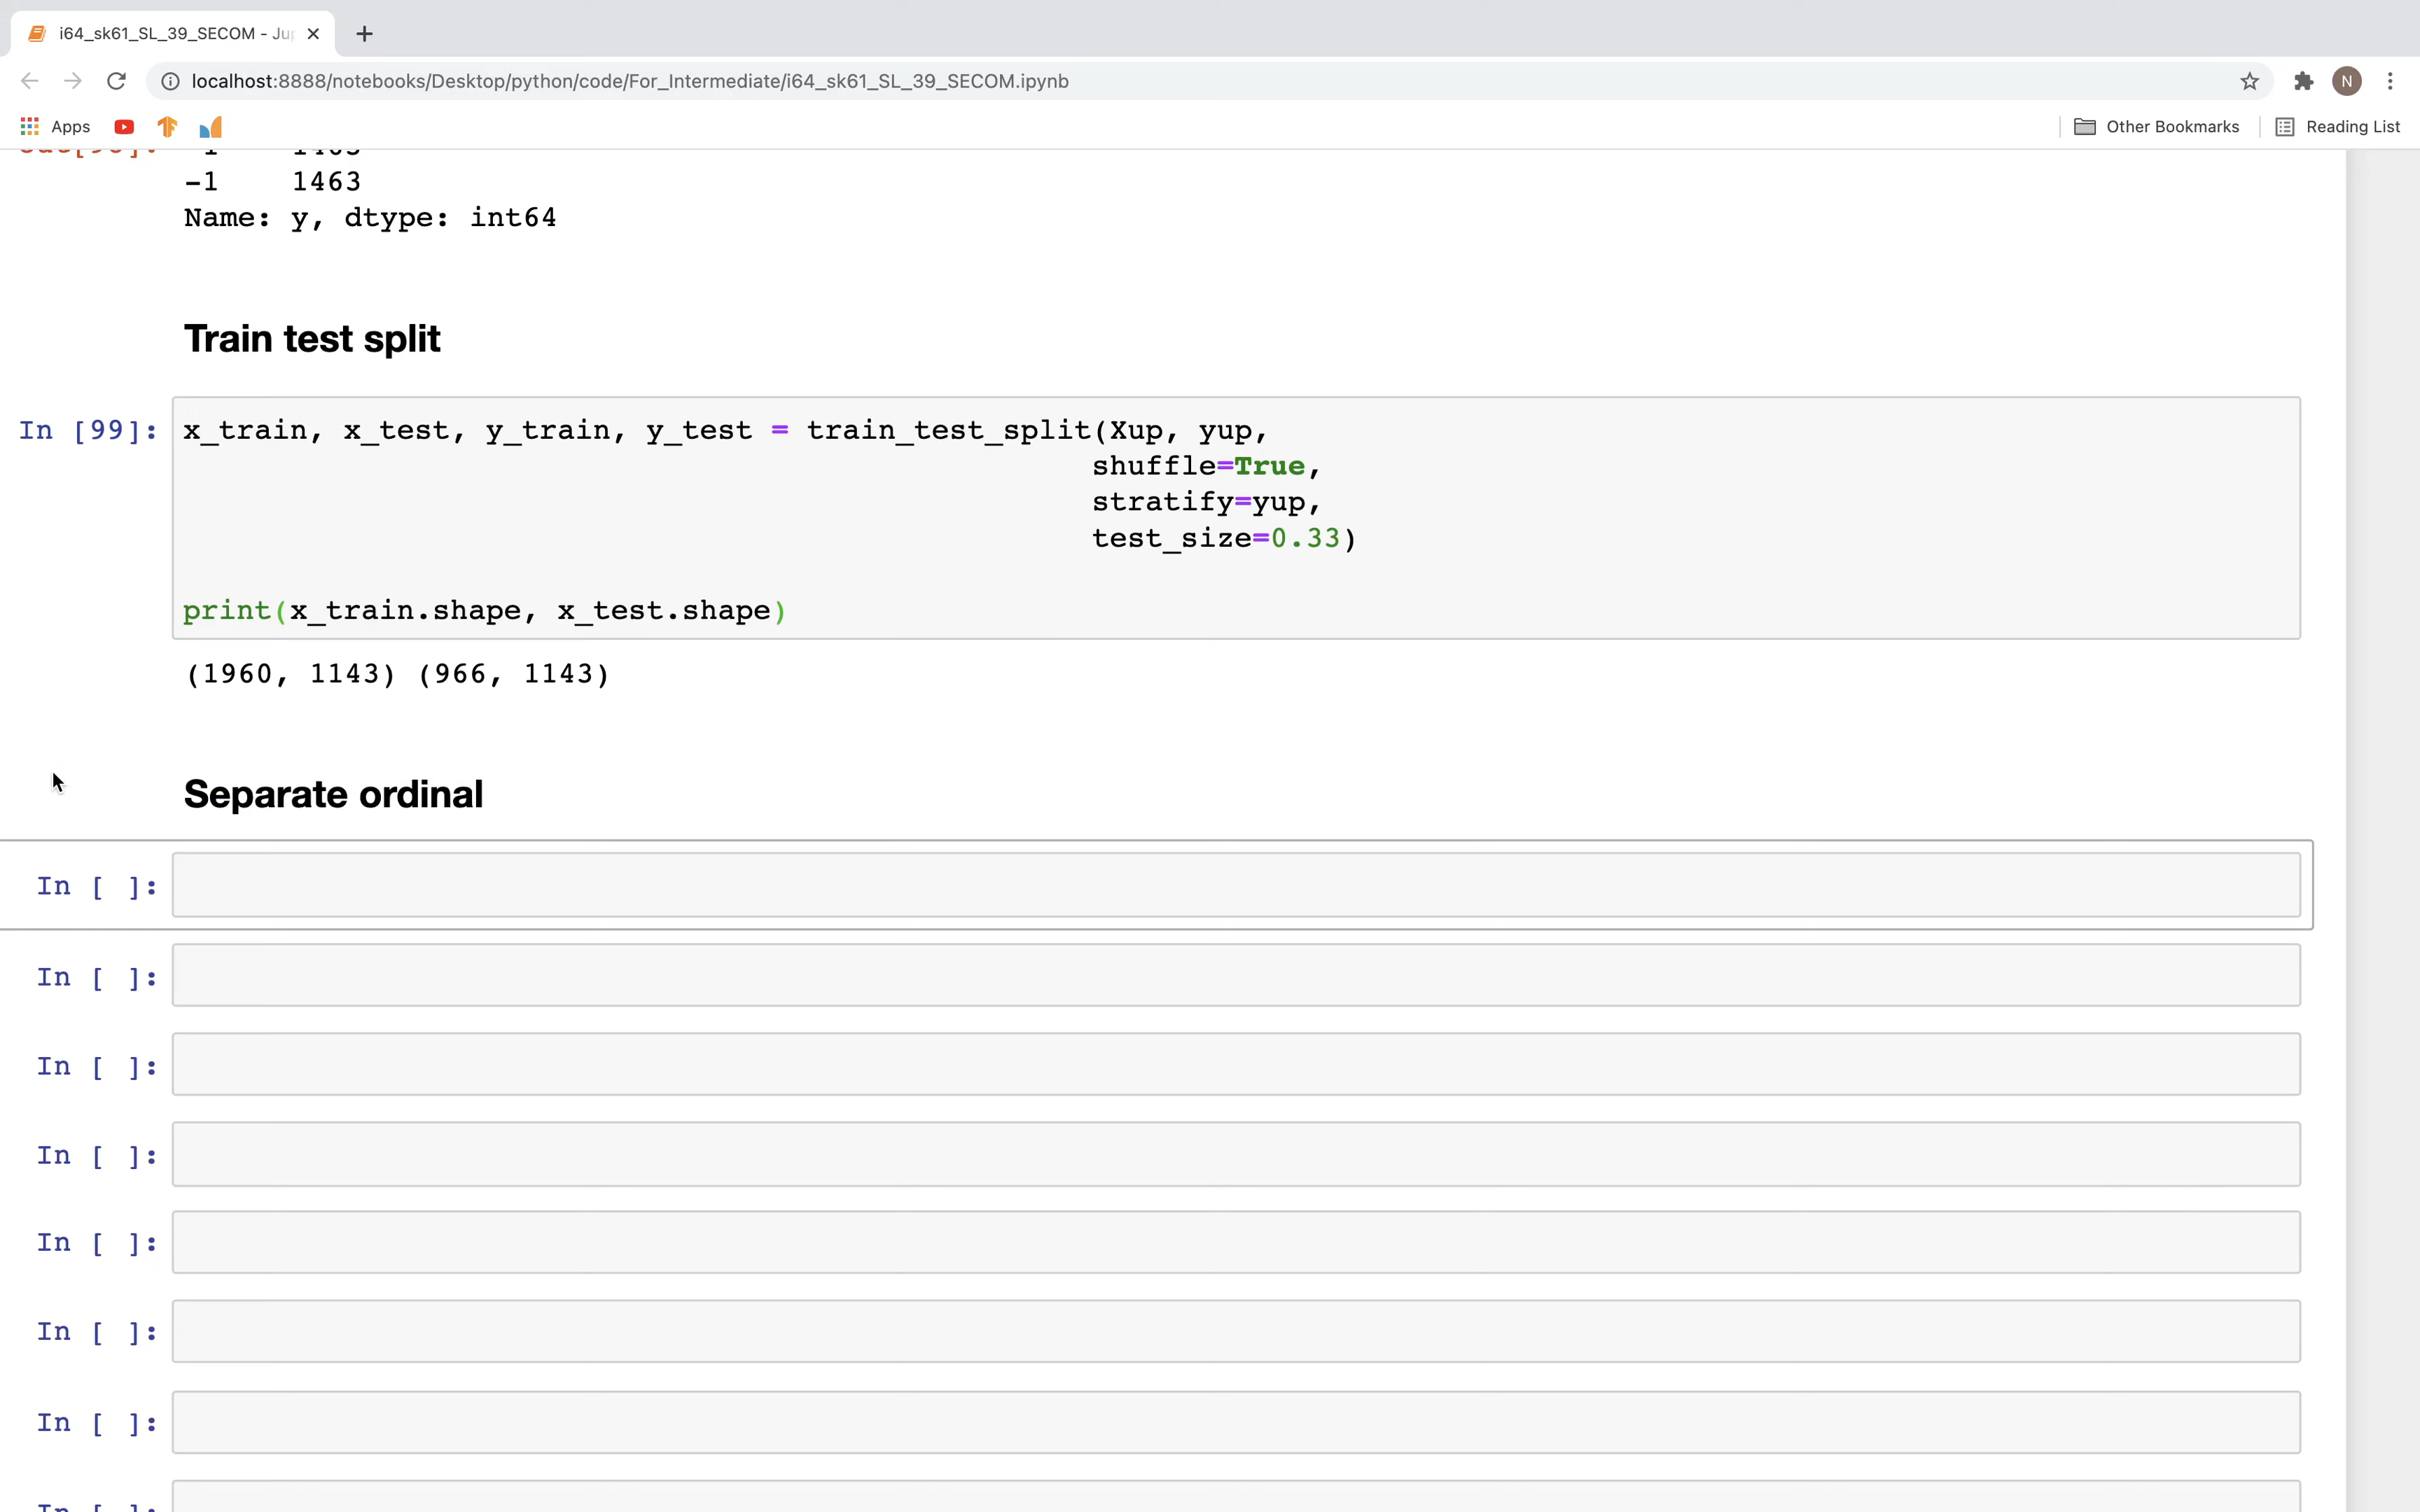 i64_sk61_SL_39_SECOM - Ju
localhost:8888/notebooks/Desktop/python/code/For_Intermediate/i64_sk61_SL_39_SECOM.ipynb
N
Apps
Other Bookmarks
Reading List
-1 1463
Name: y, dtype: int64
Train test split
In [99]: x_train, x_test, y_train, y_test = train_test_split(Xup, yup,
shuffle=True,
stratify=yup,
test_size=0.33)
print(x_train.shape, x_test.shape)
(1960, 1143) (966, 1143)
Separate ordinal
In [ ]:
In [ ]:
In [ ]:
In [ ]:
In [ ]:
In [ ]:
In [ ]: